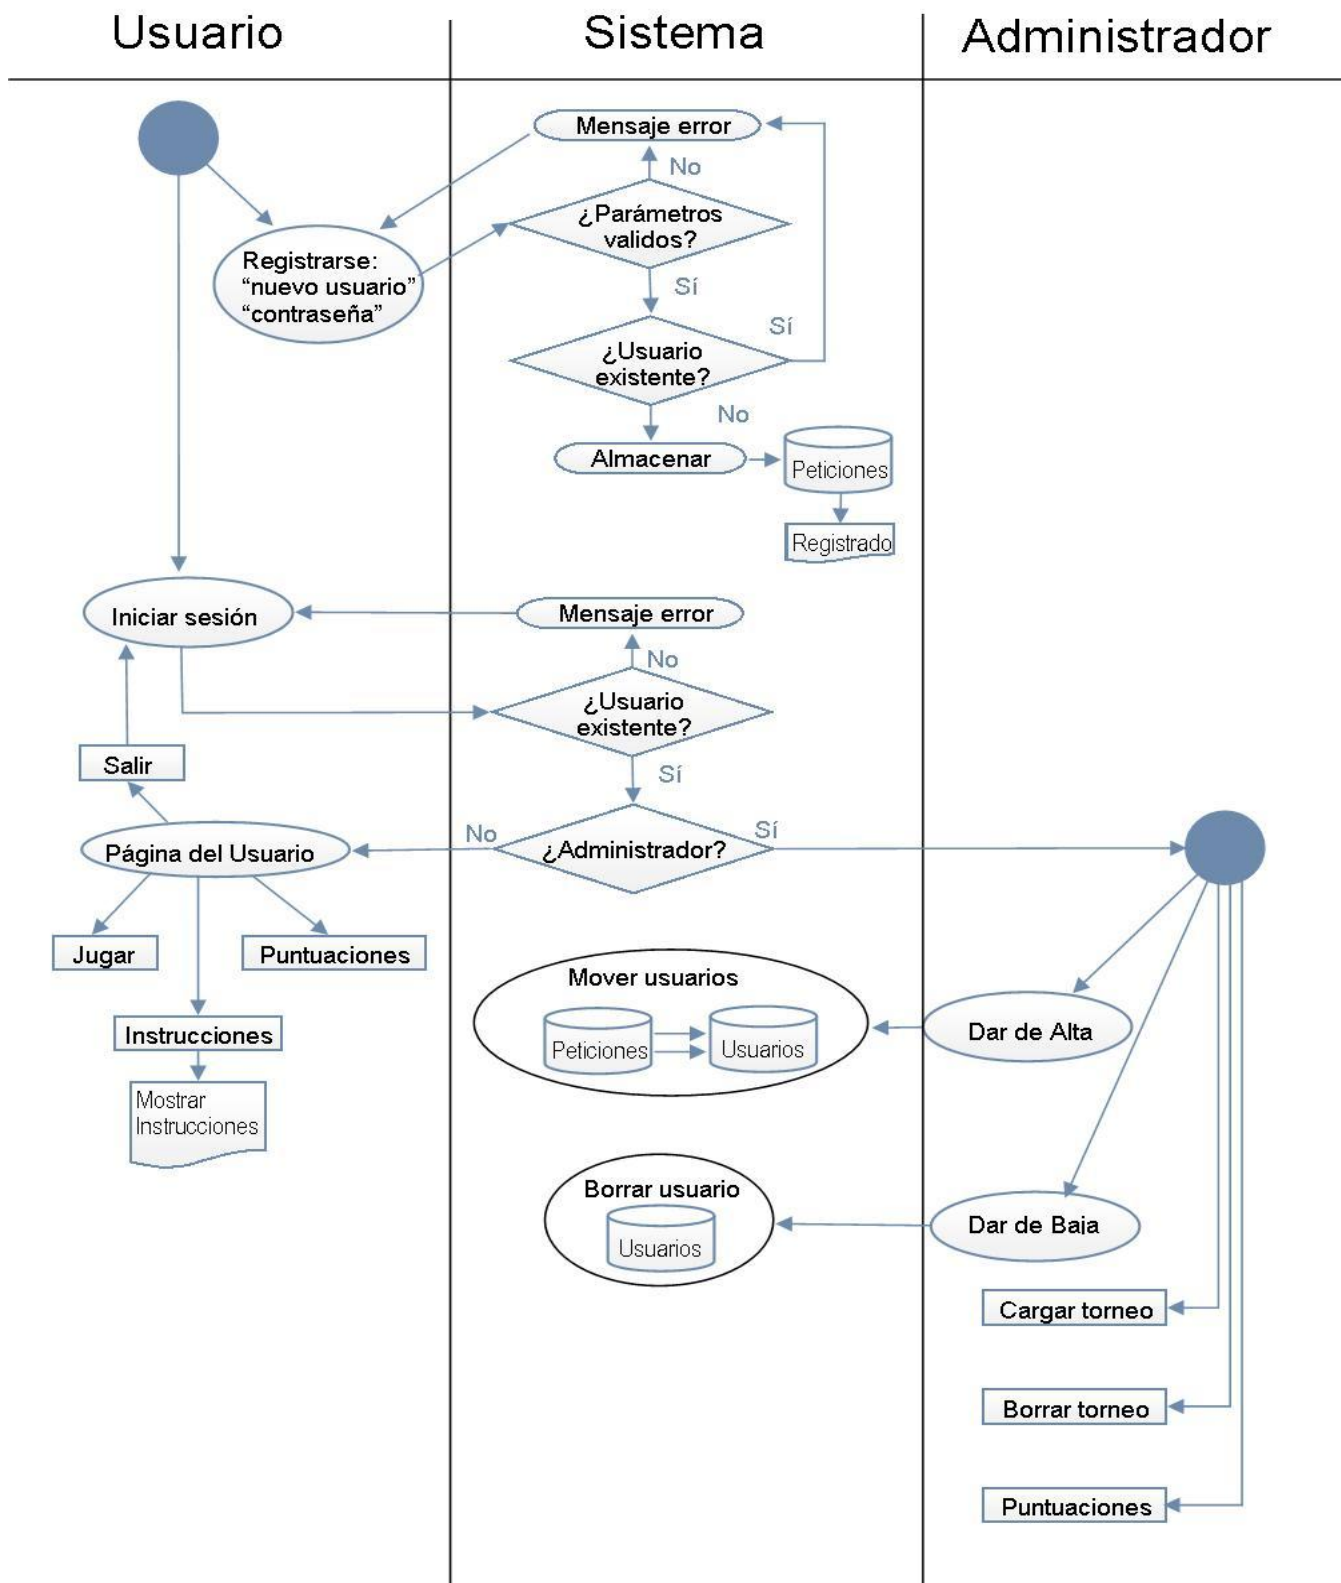 Usuario
Sistema
Administrador
Mensaje error
No
¿Parámetros
validos?
Registrarse:
“nuevo usuario”
“contraseña”
Sí
Sí
¿Usuario
existente?
No
Almacenar
Peticiones
Registrado
Iniciar sesión
Mensaje error
No
¿Usuario
existente?
Salir
Sí
No
Sí
Página del Usuario
¿Administrador?
Jugar
Puntuaciones
Mover usuarios
Instrucciones
Peticiones
Usuarios
Dar de Alta
Mostrar
Instrucciones
Borrar usuario
Usuarios
Dar de Baja
Cargar torneo
Borrar torneo
Puntuaciones